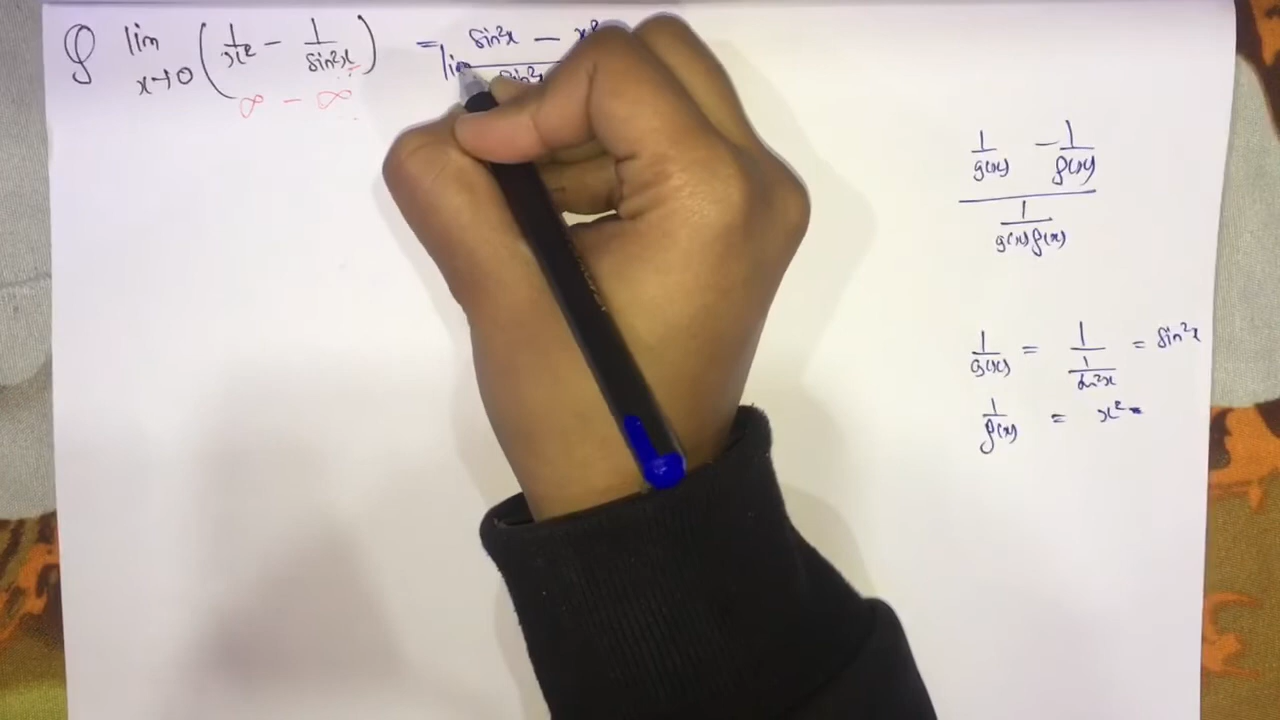 Q lim x→0 (1/x² - 1/sin²x) = lim sin²x - x² / sin²x
∞ - ∞
1/g(x) - 1/f(x)
1/g(x)f(x)
1/g(x) = 1/(1/sin²x) = sin²x
1/f(x) = x²